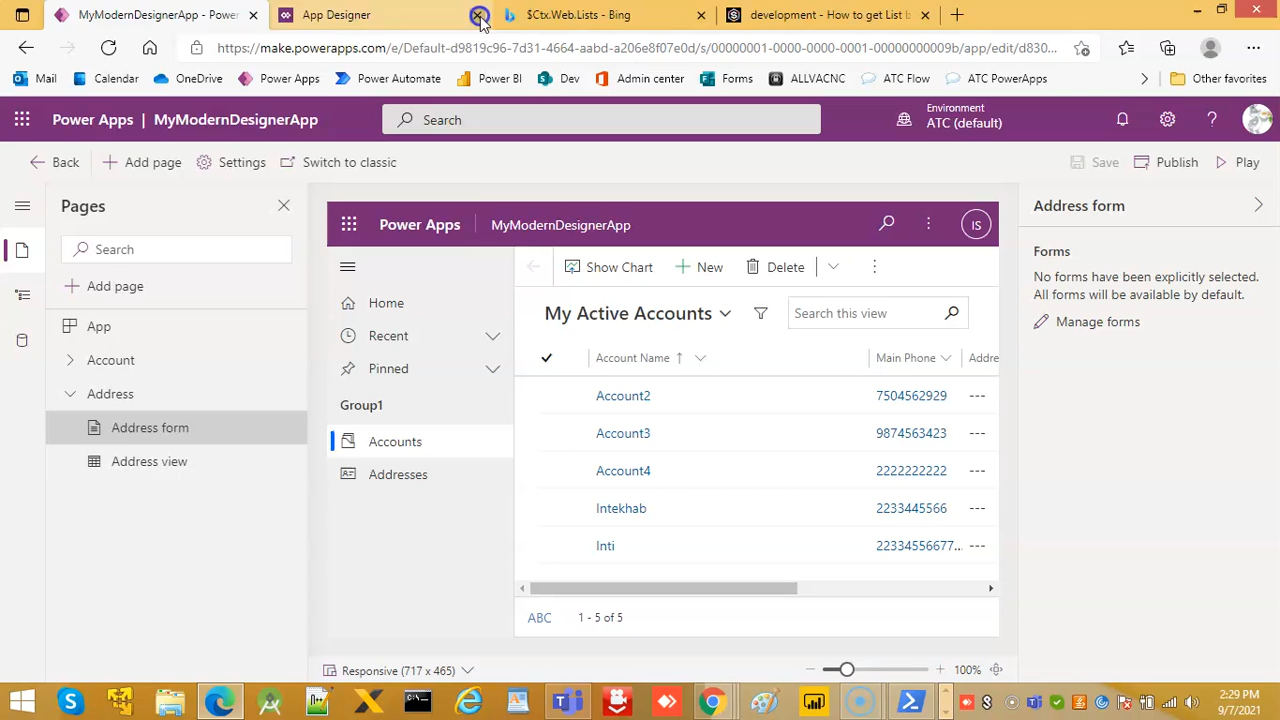 MyModernDesignerApp - Power
App Designer
$Ctx.Web.Lists - Bing
development - How to get List b
https://make.powerapps.com/e/Default-d9819c96-7d31-4664-aabd-a206e8f07e0d/s/00000001-0000-0000-0001-00000000009b/app/edit/d830...
Mail
Calendar
OneDrive
Power Apps
Power Automate
Power BI
Dev
Admin center
Forms
ALLVACNC
ATC Flow
ATC PowerApps
Other favorites
Power Apps | MyModernDesignerApp
Search
Environment
ATC (default)
Back
Add page
Settings
Switch to classic
Save
Publish
Play
Pages
Search
Add page
App
Account
Address
Address form
Address view
Power Apps
MyModernDesignerApp
IS
Show Chart
New
Delete
Home
Recent
Pinned
Group1
Accounts
Addresses
My Active Accounts
Search this view
Account Name
Main Phone
Addre
Account2
7504562929
---
Account3
9874563423
---
Account4
2222222222
---
Intekhab
2233445566
---
Inti
22334556677...
---
ABC
1 - 5 of 5
Responsive (717 x 465)
100%
Address form
Forms
No forms have been explicitly selected.
All forms will be available by default.
Manage forms
2:29 PM
9/7/2021